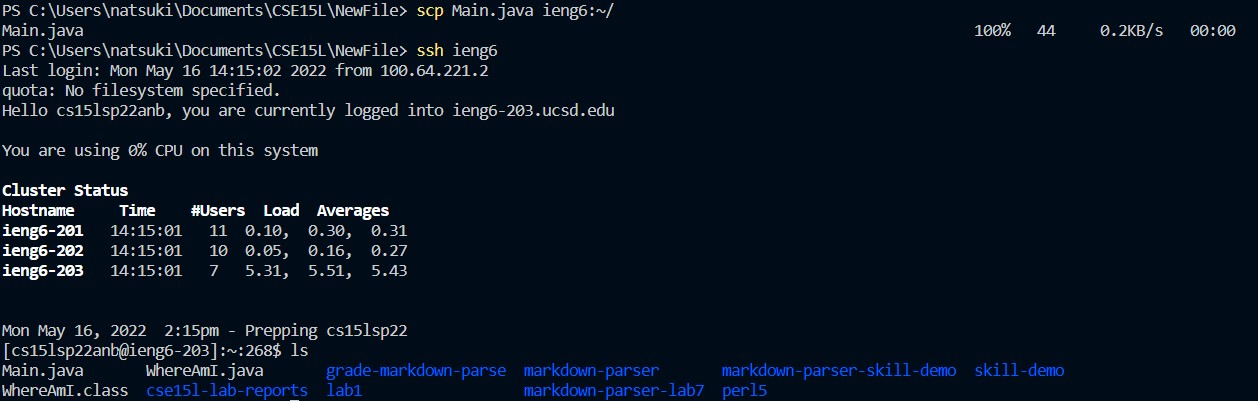 PS C:\Users\natsuki\Documents\CSE15L\NewFile> scp Main.java ieng6:~/
Main.java 100% 44 0.2KB/s 00:00
PS C:\Users\natsuki\Documents\CSE15L\NewFile> ssh ieng6
Last login: Mon May 16 14:15:02 2022 from 100.64.221.2
quota: No filesystem specified.
Hello cs15lsp22anb, you are currently logged into ieng6-203.ucsd.edu
You are using 0% CPU on this system
Cluster Status
Hostname Time #Users Load Averages
ieng6-201 14:15:01 11 0.10, 0.30, 0.31
ieng6-202 14:15:01 10 0.05, 0.16, 0.27
ieng6-203 14:15:01 7 5.31, 5.51, 5.43
Mon May 16, 2022 2:15pm - Prepping cs15lsp22
[cs15lsp22anb@ieng6-203]:~:268$ ls
Main.java WhereAmI.java grade-markdown-parse markdown-parser markdown-parser-skill-demo skill-demo
WhereAmI.class cse15l-lab-reports lab1 markdown-parser-lab7 perl5